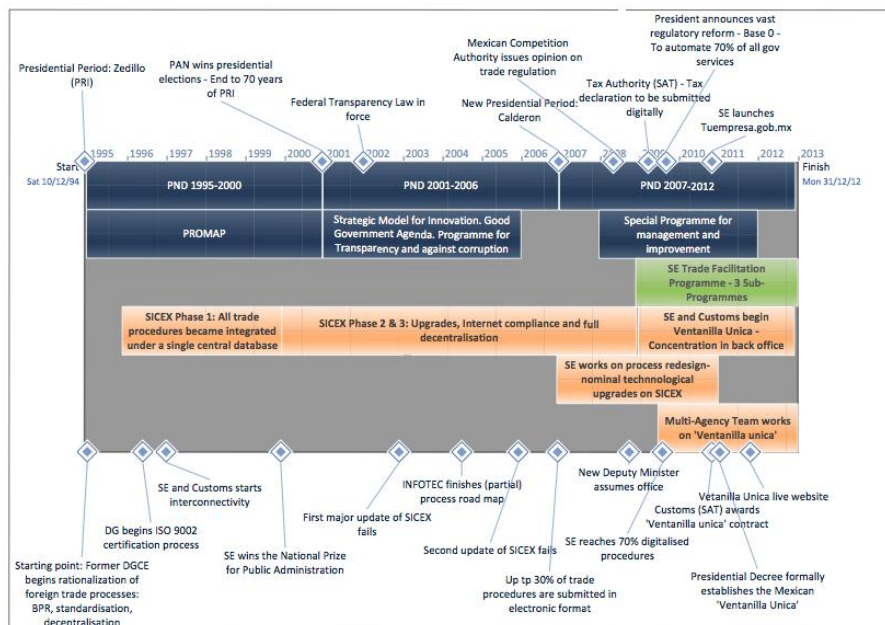 President announces vast
regulatory reform - Base 0 -
To automate 70% of all gov
services
Mexican Competition
Authority issues opinion on
trade regulation
PAN wins presidential
elections - End to 70 years
of PRI
Presidential Period: Zedillo
(PRI)
Tax Authority (SAT) - Tax
declaration to be submitted
digitally
Federal Transparency Law in
force
New Presidential Period:
Calderon
SE launches
Tuempresa.gob.mx
1995 1996 1997 1998 1999 2000 2001 2002 2003 2004 2005 2006 2007 2008 2009 2010 2011 2012 2013
Start
Sat 10/12/94
Finish
Mon 31/12/12
PND 1995-2000
PND 2001-2006
PND 2007-2012
PROMAP
Strategic Model for Innovation. Good
Government Agenda. Programme for
Transparency and against corruption
Special Programme for
management and
improvement
SE Trade Facilitation
Programme - 3 Sub-
Programmes
SICEX Phase 1: All trade
procedures became integrated
under a single central database
SICEX Phase 2 & 3: Upgrades, Internet compliance and full
decentralisation
SE and Customs begin
Ventanilla Unica -
Concentration in back office
SE works on process redesign-
nominal technnological
upgrades on SICEX
Multi-Agency Team works
on 'Ventanilla unica'
SE and Customs starts
interconnectivity
INFOTEC finishes (partial)
process road map
New Deputy Minister
assumes office
Vetanilla Unica live website
Customs (SAT) awards
'Ventanilla unica' contract
First major update of SICEX
fails
DG begins ISO 9002
certification process
SE wins the National Prize
for Public Administration
Second update of SICEX fails
SE reaches 70% digitalised
procedures
Starting point: Former DGCE
begins rationalization of
foreign trade processes:
BPR, standardisation,
decentralisation
Up tp 30% of trade
procedures are submitted in
electronic format
Presidential Decree formally
establishes the Mexican
'Ventanilla Unica'